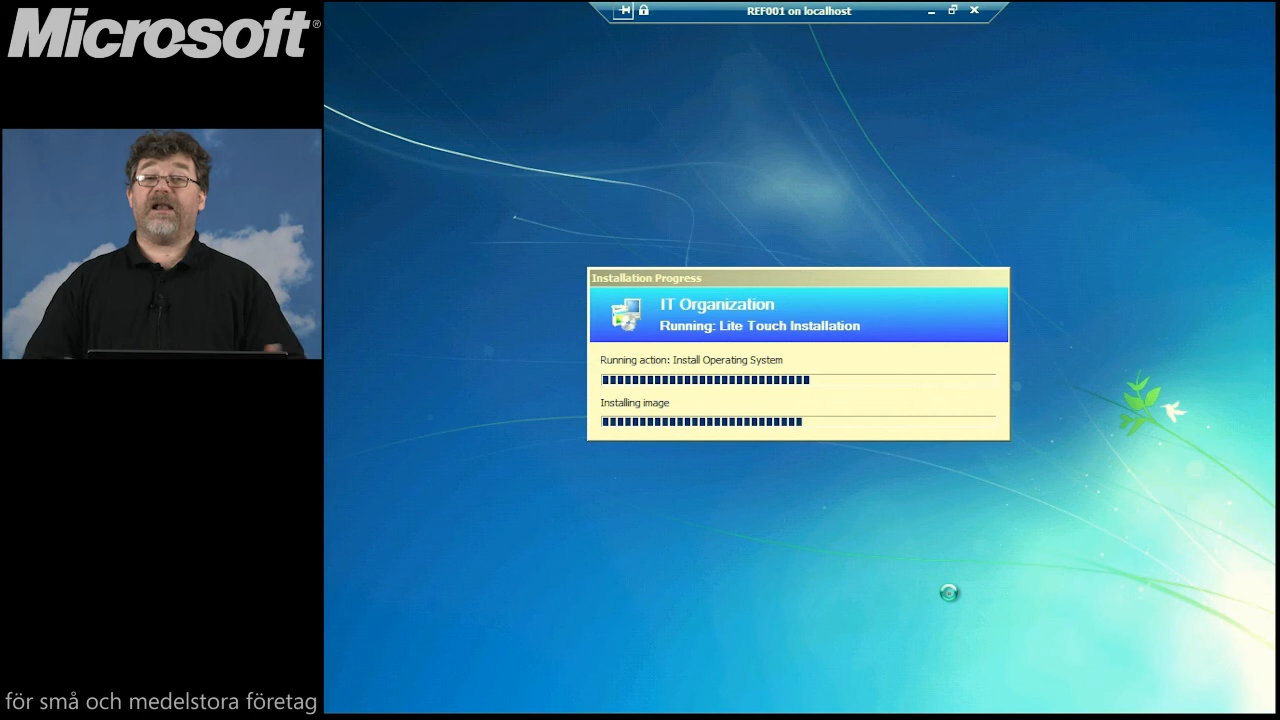 Microsoft®
REF001 on localhost
Installation Progress
IT Organization
Running: Lite Touch Installation
Running action: Install Operating System
Installing image
för små och medelstora företag